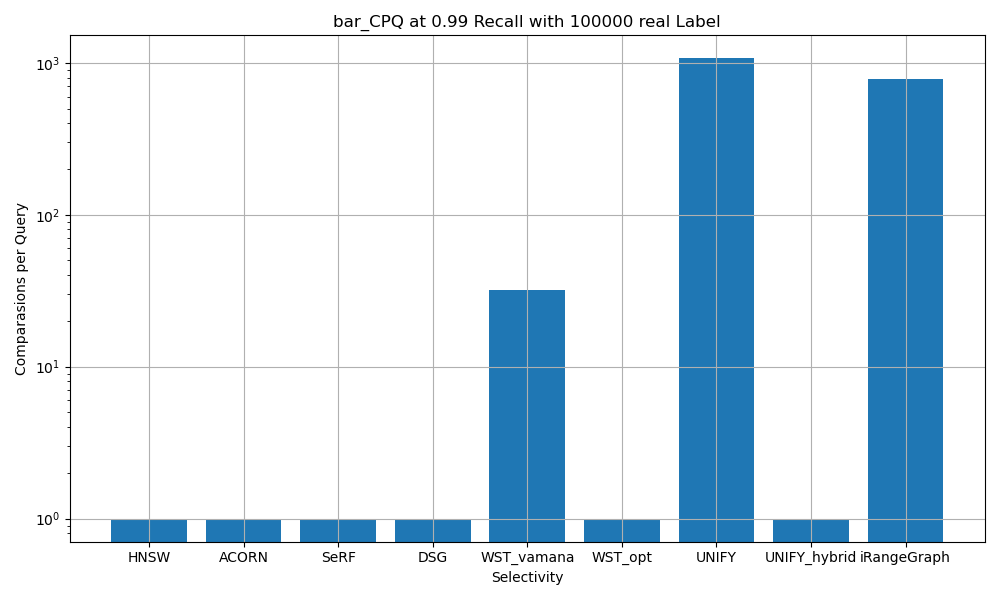 bar_CPQ at 0.99 Recall with 100000 real Label
Comparasions per Query
10³
10²
10¹
10⁰
HNSW ACORN SeRF DSG WST_vamana WST_opt UNIFY UNIFY_hybrid iRangeGraph
Selectivity